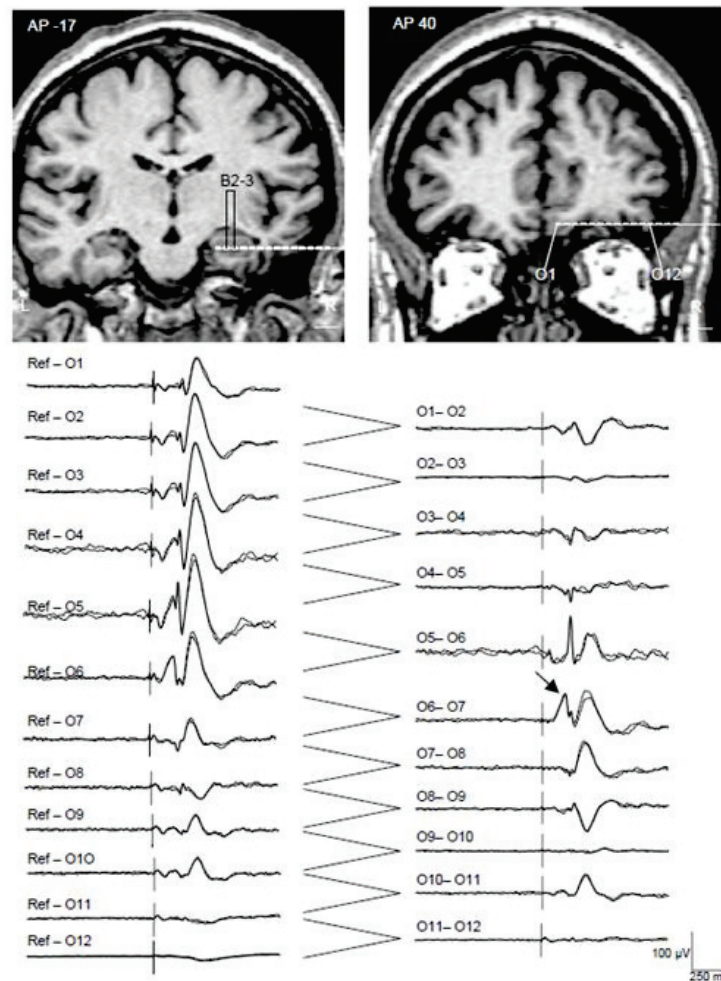 AP -17
B2-3
L
R
AP 40
O1
O12
R
Ref – O1
Ref – O2
Ref – O3
Ref – O4
Ref – O5
Ref – O6
Ref – O7
Ref – O8
Ref – O9
Ref – O1O
Ref – O11
Ref – O12
O1– O2
O2– O3
O3– O4
O4– O5
O5– O6
O6– O7
O7– O8
O8– O9
O9– O10
O10– O11
O11– O12
100 µV